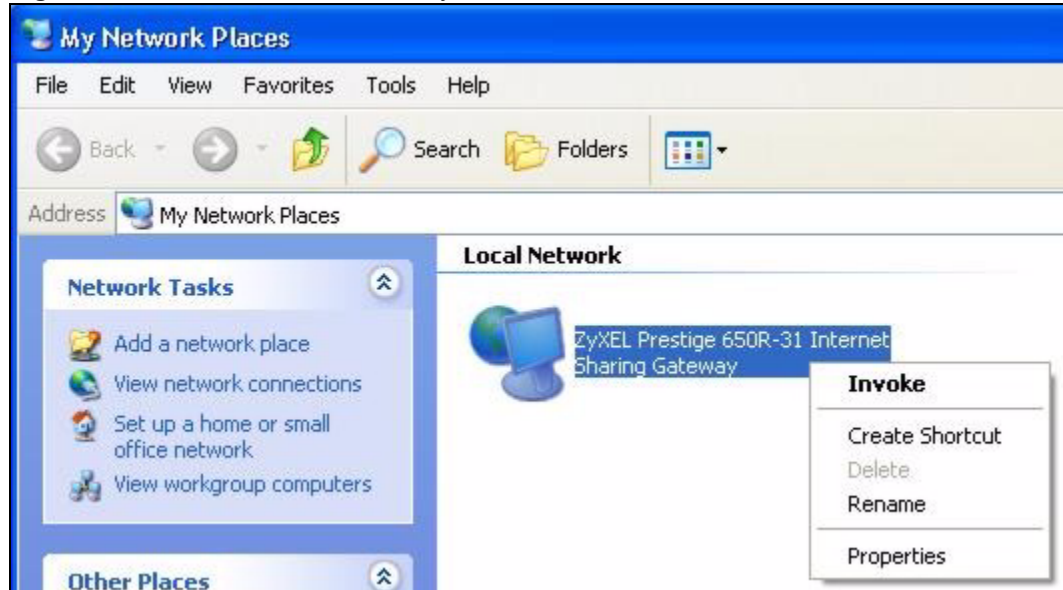 My Network Places
File Edit View Favorites Tools Help
Back Search Folders
Address My Network Places
Network Tasks
Add a network place
View network connections
Set up a home or small
office network
View workgroup computers
Other Places
Local Network
ZyXEL Prestige 650R-31 Internet
Sharing Gateway
Invoke
Create Shortcut
Delete
Rename
Properties